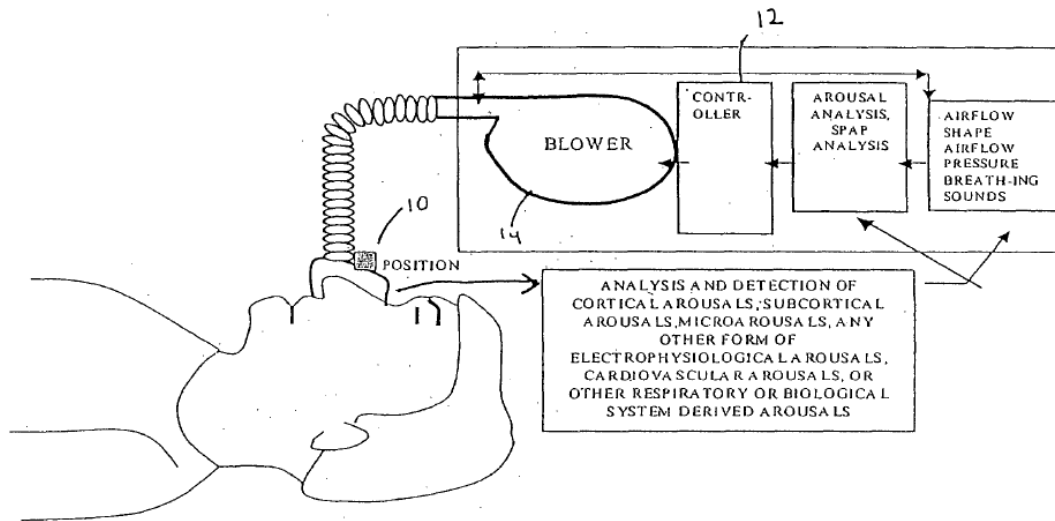 12
CONTR-
OLLER
AROUSAL
ANALYSIS,
SPAP
ANALYSIS
AIRFLOW
SHAPE
AIRFLOW
PRESSURE
BREATH-ING
SOUNDS
BLOWER
14
10
POSITION
ANALYSIS AND DETECTION OF
CORTICAL AROUSALS, SUBCORTICAL
AROUSALS, MICROAROUSALS, ANY
OTHER FORM OF
ELECTROPHYSIOLOGICAL AROUSALS,
CARDIOVASCULAR AROUSALS, OR
OTHER RESPIRATORY OR BIOLOGICAL
SYSTEM DERIVED AROUSALS